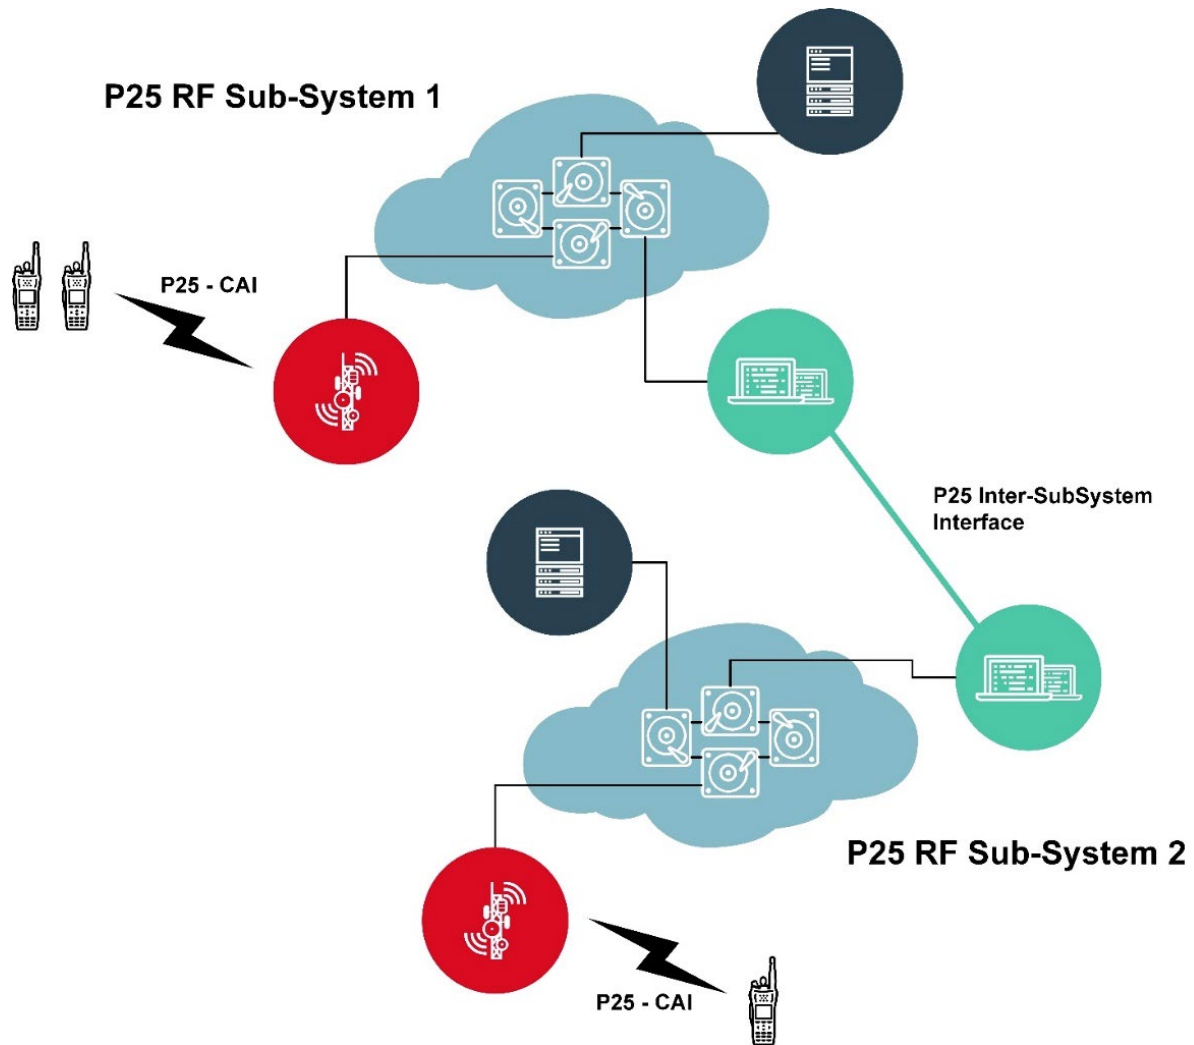 P25 RF Sub-System 1
P25 - CAI
P25 Inter-SubSystem
Interface
P25 RF Sub-System 2
P25 - CAI